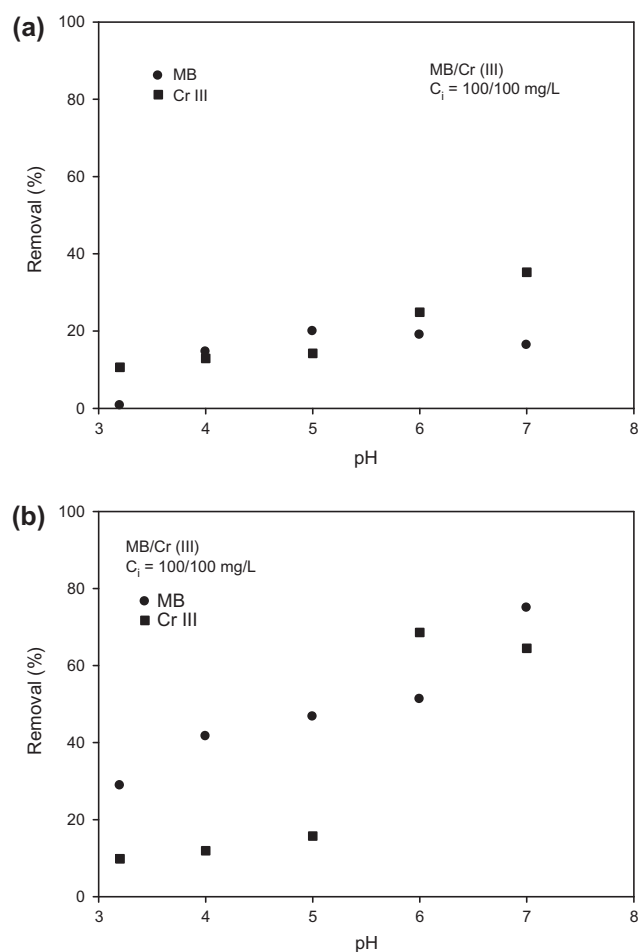 (a)
100
80
60
40
20
0
Removal (%)
MB
Cr III
MB/Cr (III)
Ci = 100/100 mg/L
3 4 5 6 7 8
pH
(b)
100
80
60
40
20
0
Removal (%)
MB/Cr (III)
Ci = 100/100 mg/L
MB
Cr III
3 4 5 6 7 8
pH